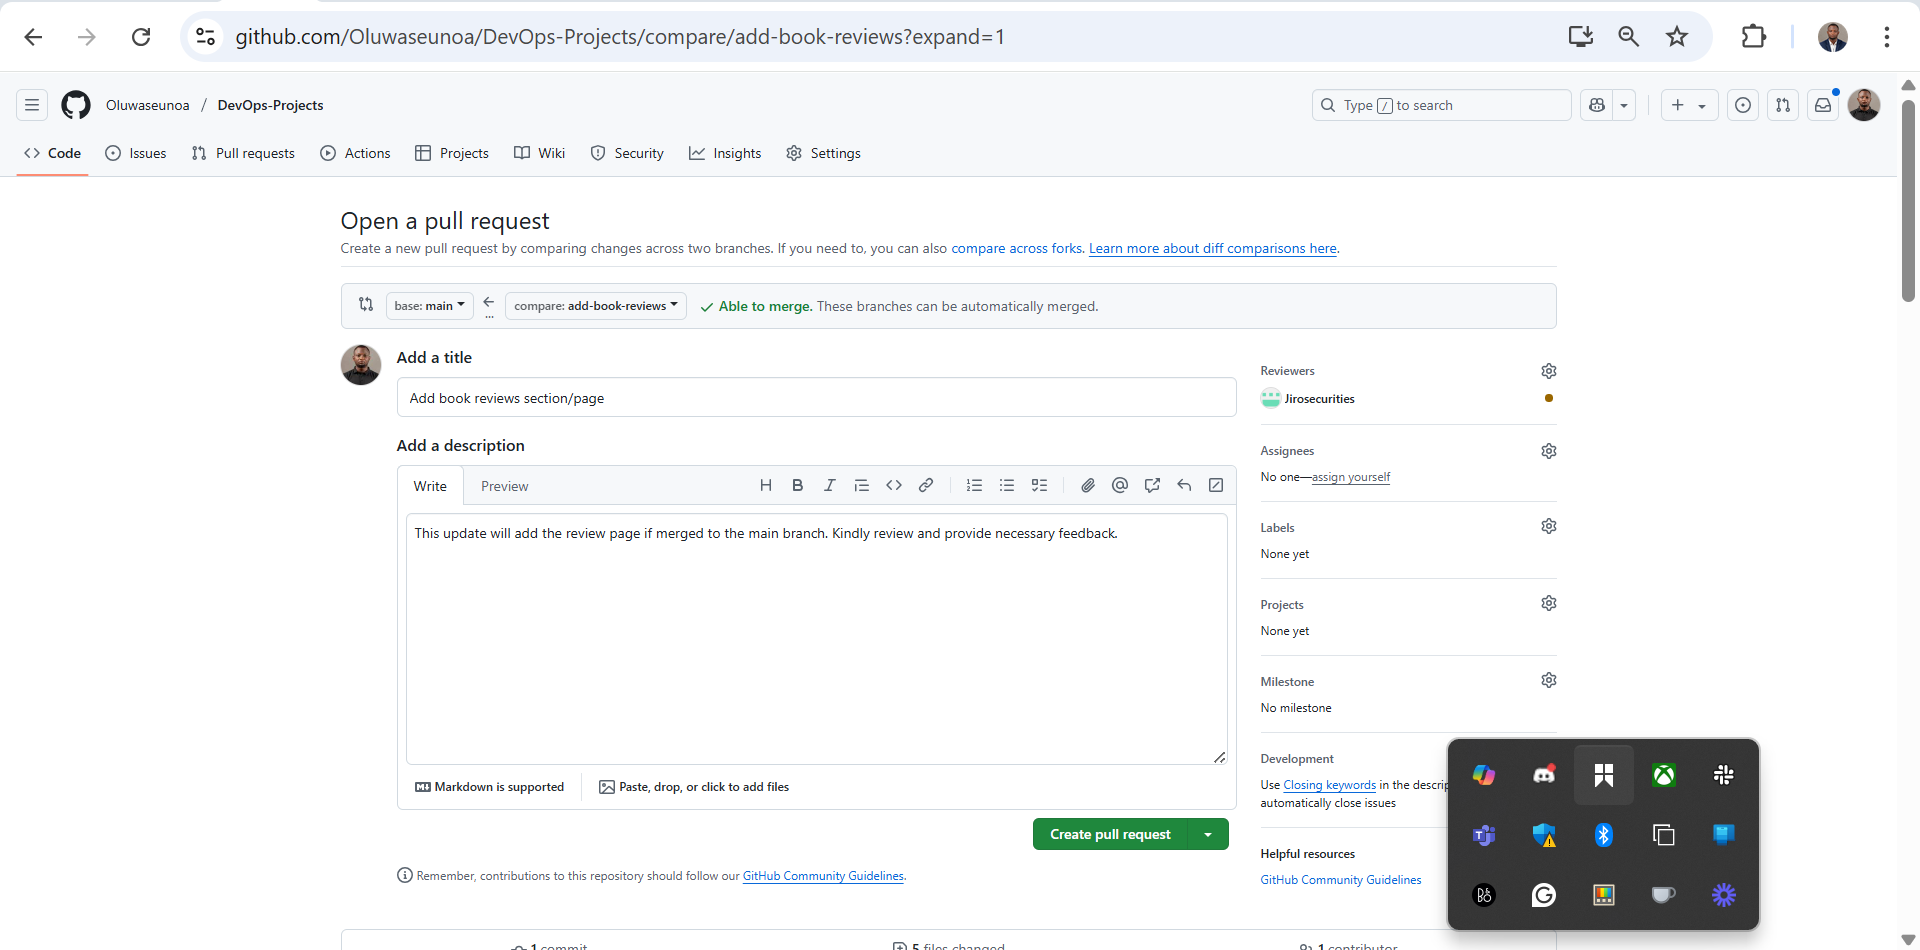 github.com/Oluwaseunoa/DevOps-Projects/compare/add-book-reviews?expand=1
Oluwaseunoa / DevOps-Projects
Type / to search
Code Issues Pull requests Actions Projects Wiki Security Insights Settings
Open a pull request
Create a new pull request by comparing changes across two branches. If you need to, you can also compare across forks. Learn more about diff comparisons here.
base: main ... compare: add-book-reviews Able to merge. These branches can be automatically merged.
Add a title
Add book reviews section/page
Add a description
Write Preview
This update will add the review page if merged to the main branch. Kindly review and provide necessary feedback.
Markdown is supported
Paste, drop, or click to add files
Create pull request
Remember, contributions to this repository should follow our GitHub Community Guidelines.
Reviewers
Jirosecurities
Assignees
No one—assign yourself
Labels
None yet
Projects
None yet
Milestone
No milestone
Development
Use Closing keywords in the descrip
automatically close issues
Helpful resources
GitHub Community Guidelines
1 commit
5 files changed
1 contributor